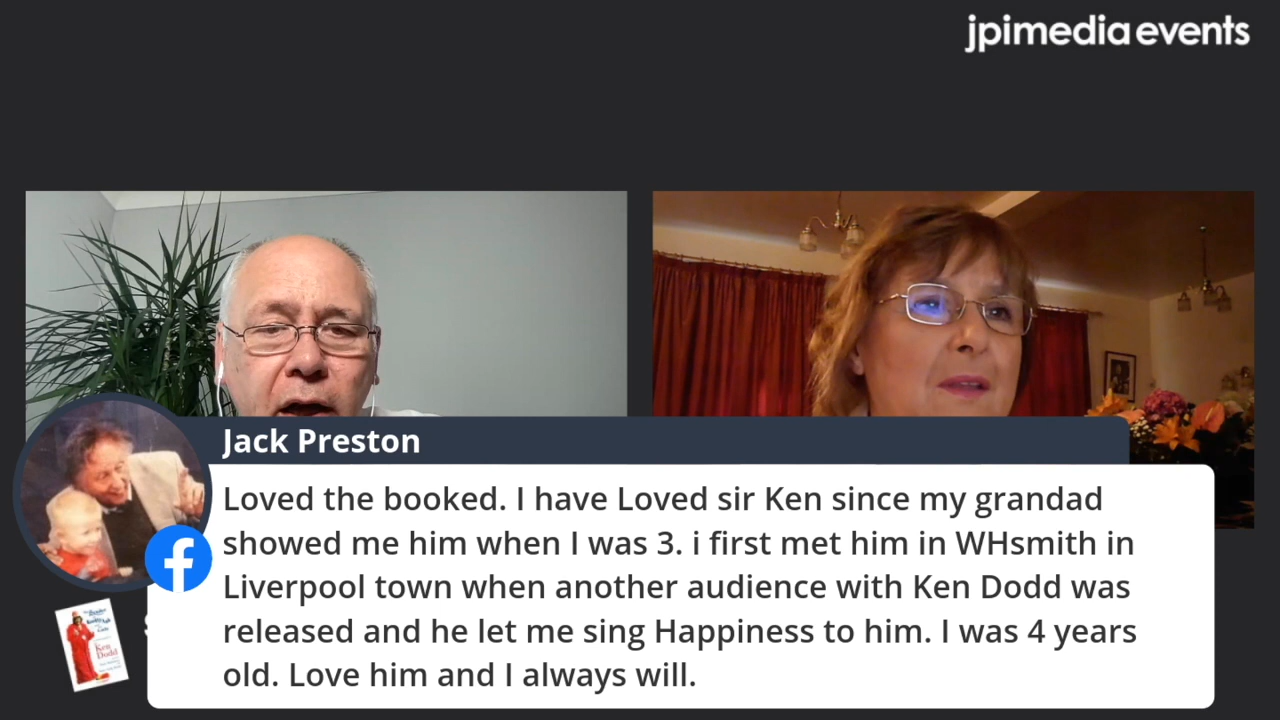 jpimedia events
Jack Preston
Loved the booked. I have Loved sir Ken since my grandad
showed me him when I was 3. i first met him in WHsmith in
Liverpool town when another audience with Ken Dodd was
released and he let me sing Happiness to him. I was 4 years
old. Love him and I always will.
Ken
Dodd